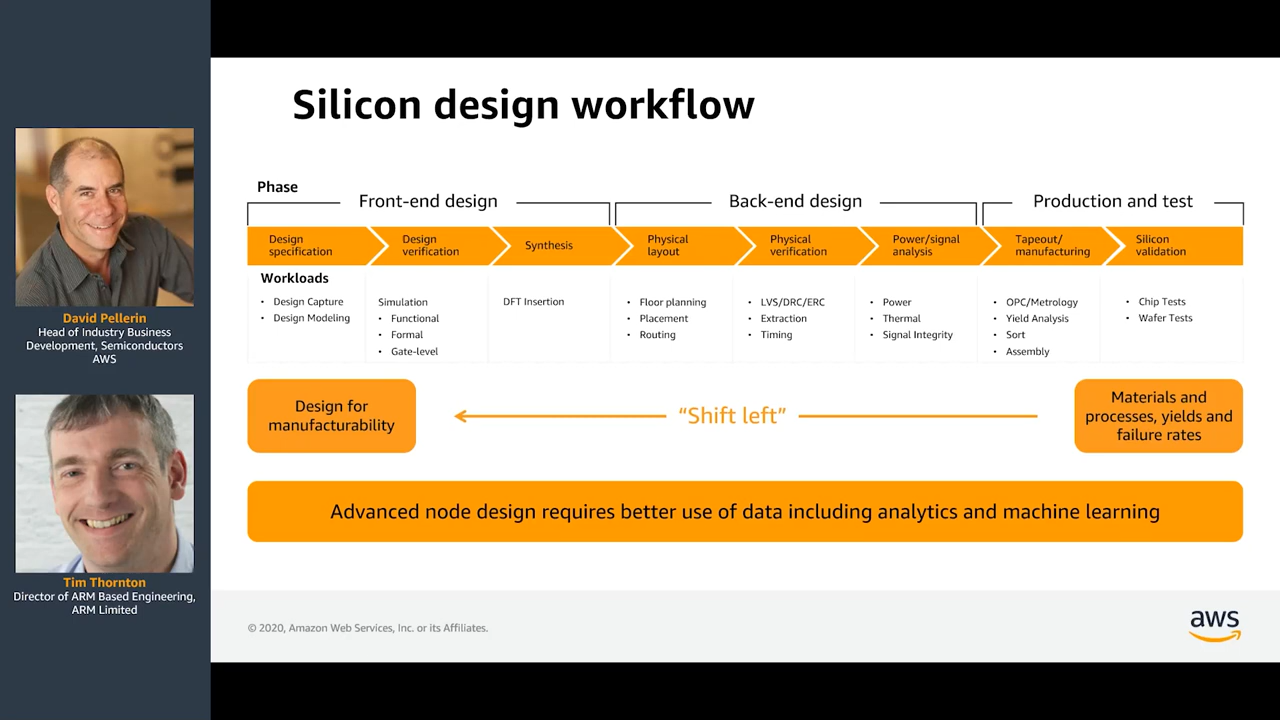 David Pellerin
Head of Industry Business
Development, Semiconductors
AWS
Tim Thornton
Director of ARM Based Engineering,
ARM Limited
Silicon design workflow
Phase
Front-end design
Back-end design
Production and test
Design
specification
Design
verification
Synthesis
Physical
layout
Physical
verification
Power/signal
analysis
Tapeout/
manufacturing
Silicon
validation
Workloads
• Design Capture
• Design Modeling
Simulation
• Functional
• Formal
• Gate-level
DFT Insertion
• Floor planning
• Placement
• Routing
• LVS/DRC/ERC
• Extraction
• Timing
• Power
• Thermal
• Signal Integrity
• OPC/Metrology
• Yield Analysis
• Sort
• Assembly
• Chip Tests
• Wafer Tests
Design for
manufacturability
“Shift left”
Materials and
processes, yields and
failure rates
Advanced node design requires better use of data including analytics and machine learning
© 2020, Amazon Web Services, Inc. or its Affiliates.
aws